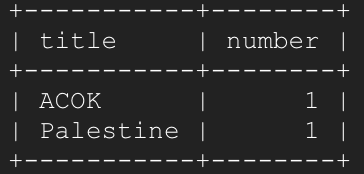 +-----------+--------+
| title     | number |
+-----------+--------+
| ACOK      |      1 |
| Palestine |      1 |
+-----------+--------+